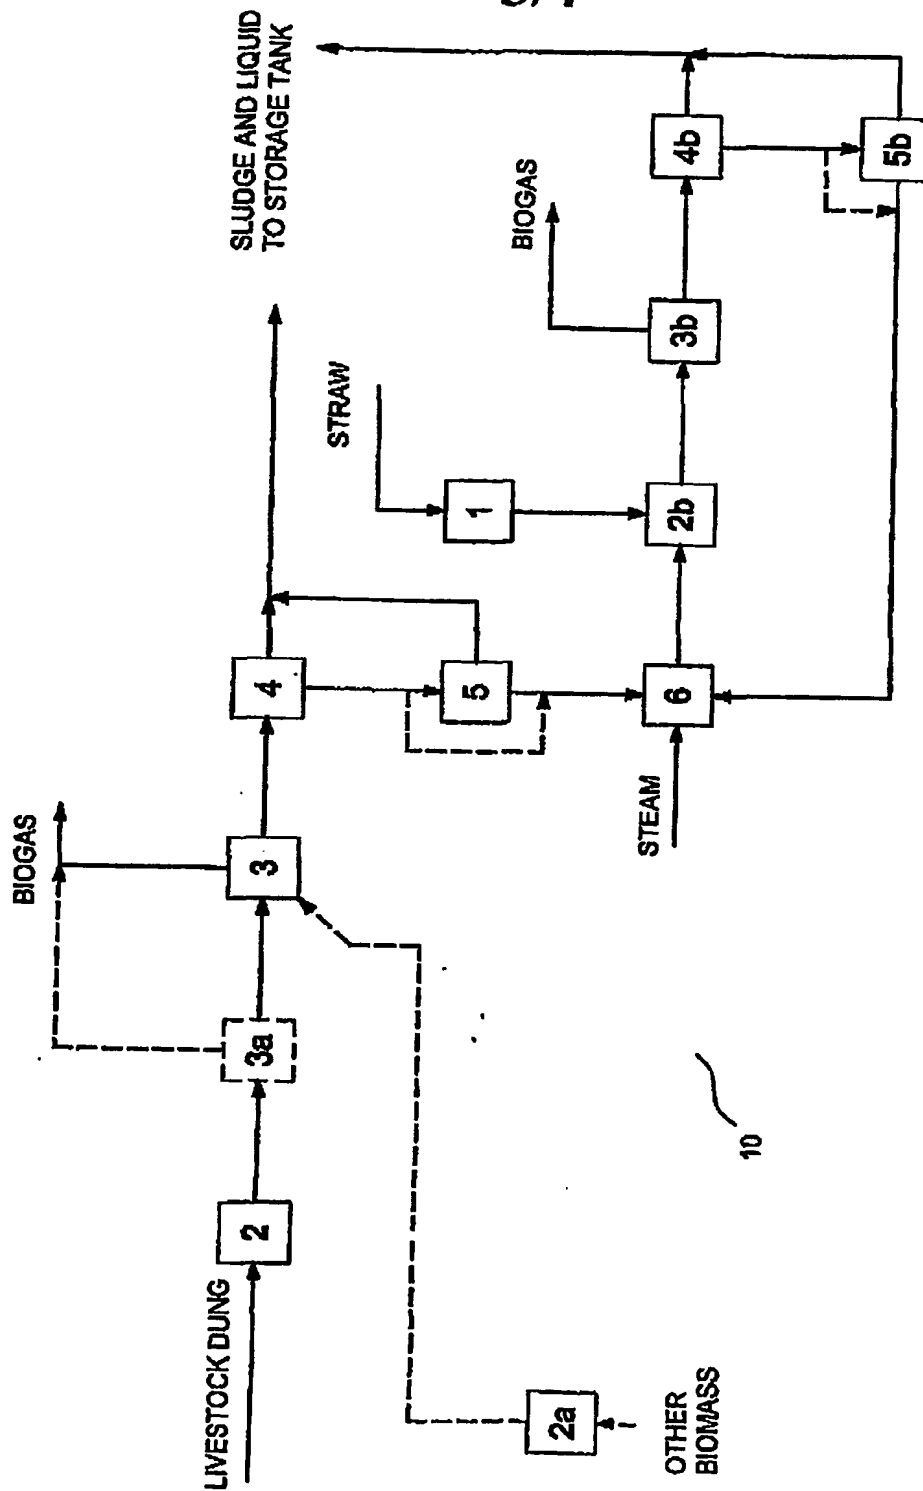 LIVESTOCK DUNG
2
3a
BIOGAS
3
4
SLUDGE AND LIQUID
TO STORAGE TANK
OTHER
BIOMASS
2a
5
STRAW
1
STEAM
6
2b
BIOGAS
3b
4b
5b
10